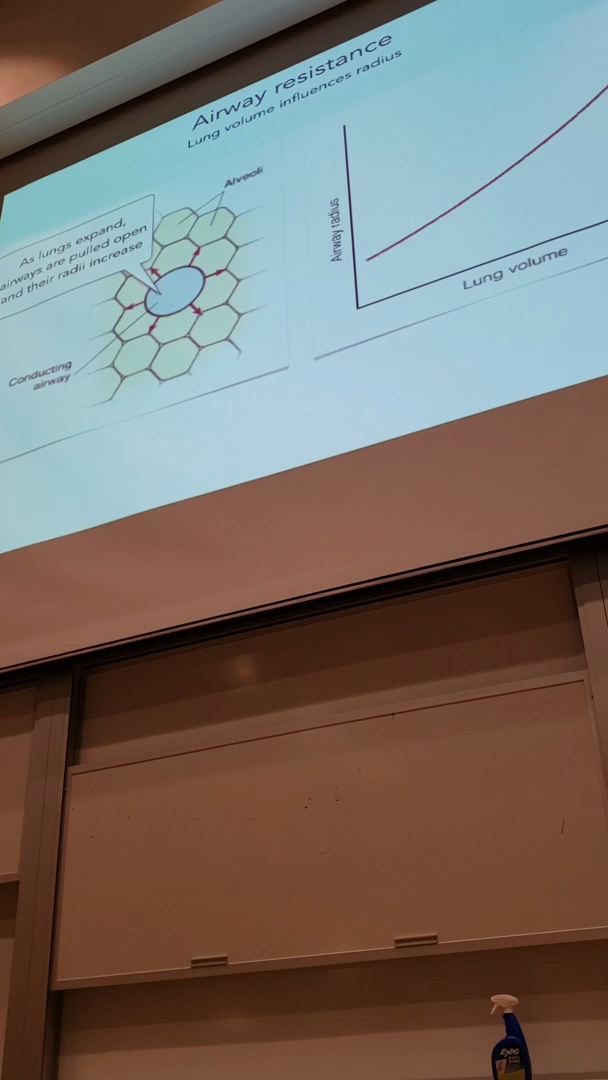 Airway resistance
Lung volume influences radius
Alveoli
As lungs expand,
airways are pulled open
and their radii increase
Conducting
airway
Airway radius
Lung volume
EXPO